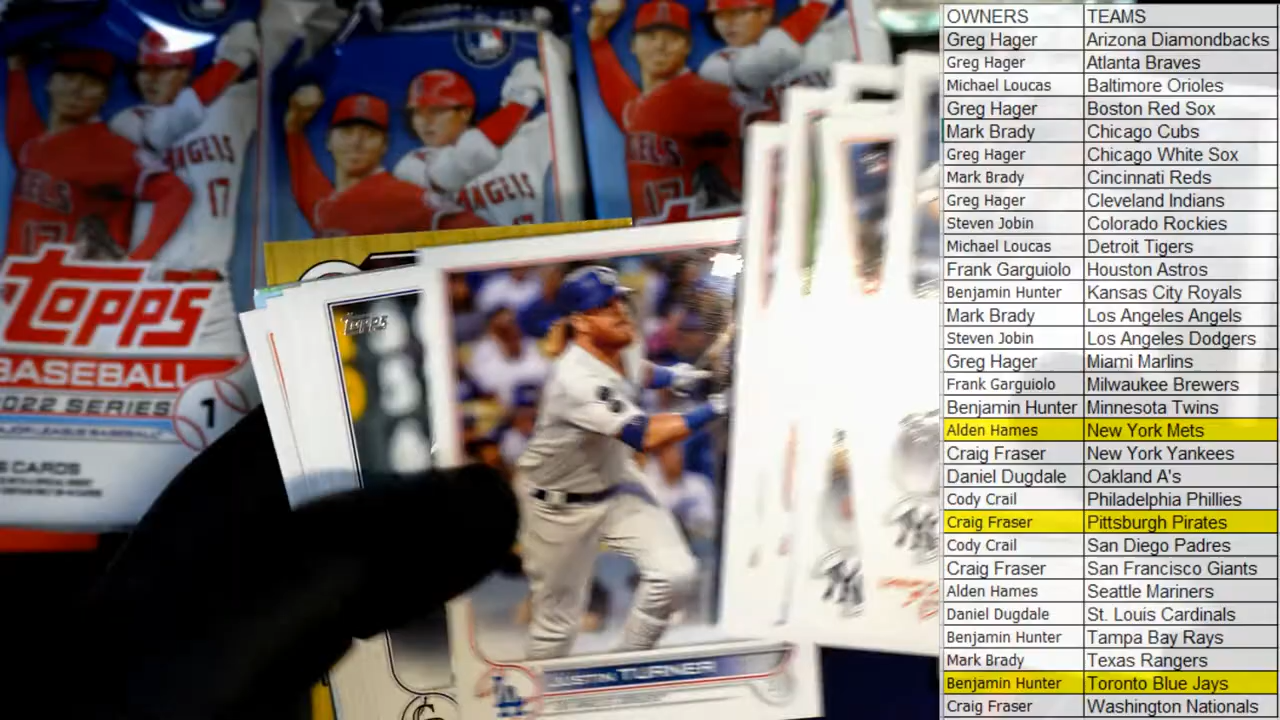 OWNERS TEAMS
Greg Hager Arizona Diamondbacks
Greg Hager Atlanta Braves
Michael Loucas Baltimore Orioles
Greg Hager Boston Red Sox
Mark Brady Chicago Cubs
Greg Hager Chicago White Sox
Mark Brady Cincinnati Reds
Greg Hager Cleveland Indians
Steven Jobin Colorado Rockies
Michael Loucas Detroit Tigers
Frank Garguiolo Houston Astros
Benjamin Hunter Kansas City Royals
Mark Brady Los Angeles Angels
Steven Jobin Los Angeles Dodgers
Greg Hager Miami Marlins
Frank Garguiolo Milwaukee Brewers
Benjamin Hunter Minnesota Twins
Alden Hames New York Mets
Craig Fraser New York Yankees
Daniel Dugdale Oakland A's
Cody Crail Philadelphia Phillies
Craig Fraser Pittsburgh Pirates
Cody Crail San Diego Padres
Craig Fraser San Francisco Giants
Alden Hames Seattle Mariners
Daniel Dugdale St. Louis Cardinals
Benjamin Hunter Tampa Bay Rays
Mark Brady Texas Rangers
Benjamin Hunter Toronto Blue Jays
Craig Fraser Washington Nationals
ANGELS
17
TOPPS
BASEBALL
2022 SERIES 1
CARDS
ANGELS
17
TOPPS
LA
JUSTIN TURNER